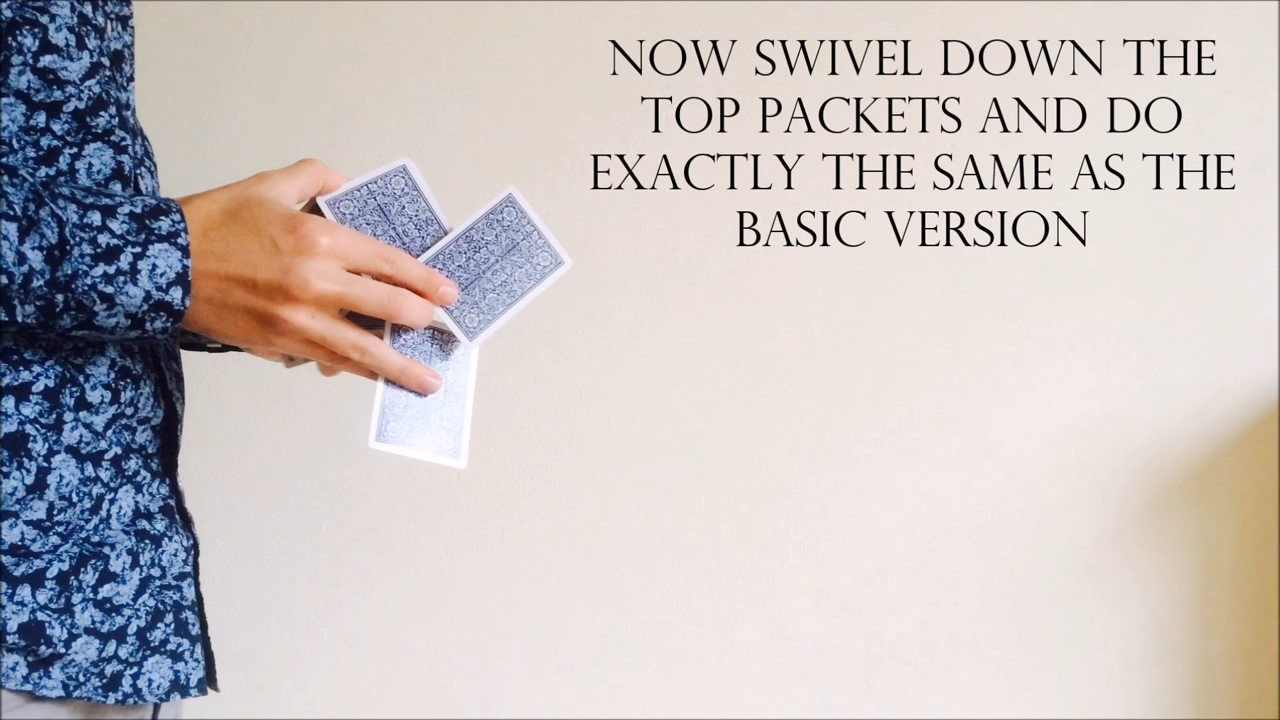 NOW SWIVEL DOWN THE
TOP PACKETS AND DO
EXACTLY THE SAME AS THE
BASIC VERSION